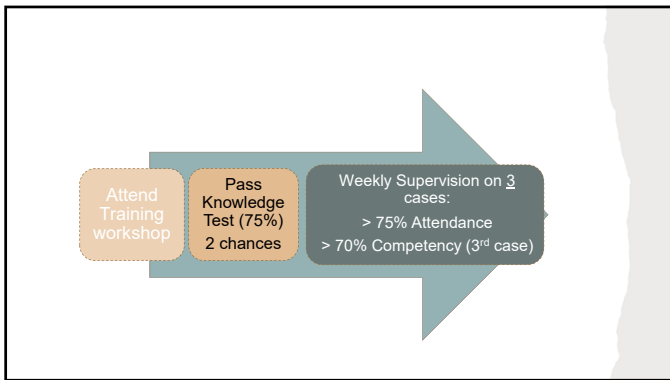 Attend
Training
workshop
Pass
Knowledge
Test (75%)
2 chances
Weekly Supervision on 3
cases:
> 75% Attendance
> 70% Competency (3rd case)